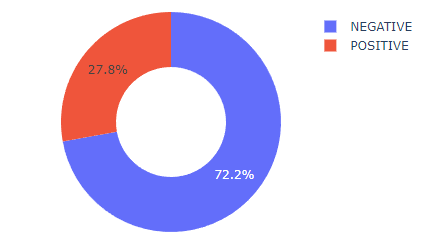 NEGATIVE
POSITIVE
27.8%
72.2%